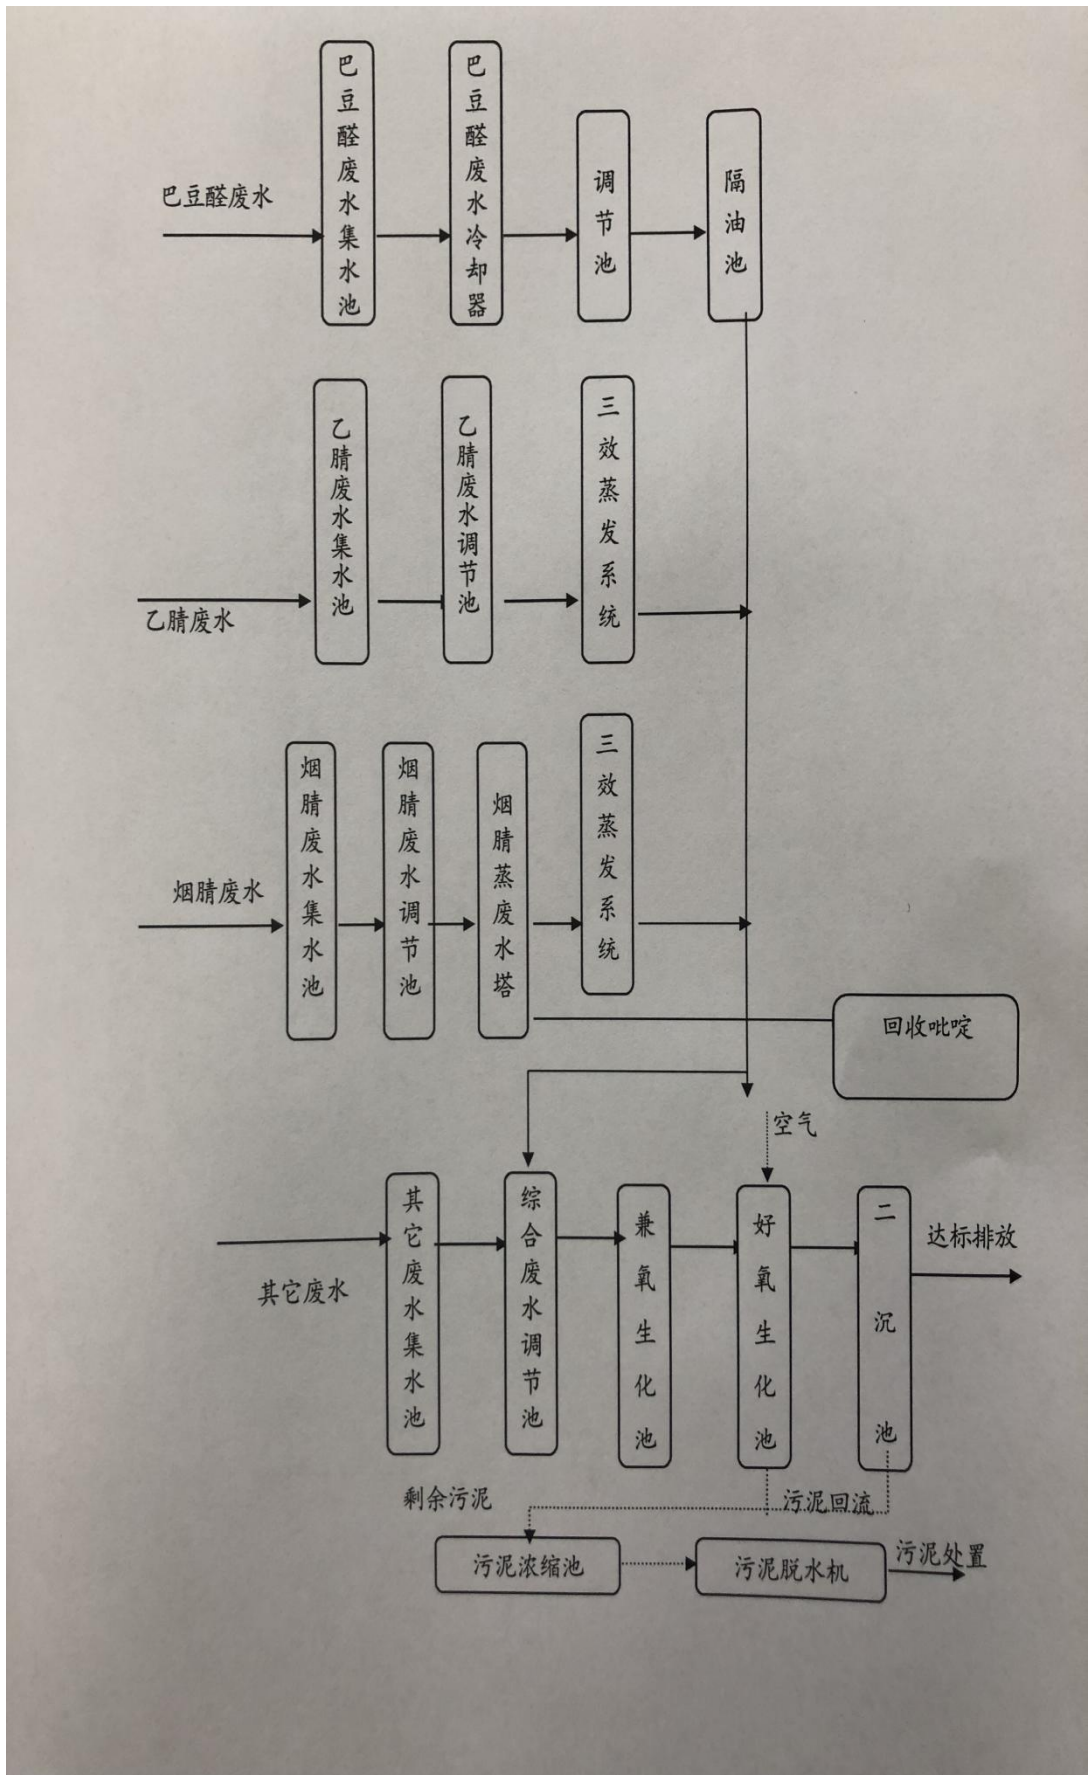 巴豆醛废水
巴豆醛废水集水池
巴豆醛废水冷却器
调节池
隔油池
乙腈废水
乙腈废水集水池
乙腈废水调节池
三效蒸发系统
烟腈废水
烟腈废水集水池
烟腈废水调节池
烟腈蒸废水塔
三效蒸发系统
回收吡啶
空气
其它废水
其它废水集水池
综合废水调节池
兼氧生化池
好氧生化池
二沉池
达标排放
剩余污泥
污泥回流
污泥浓缩池
污泥脱水机
污泥处置